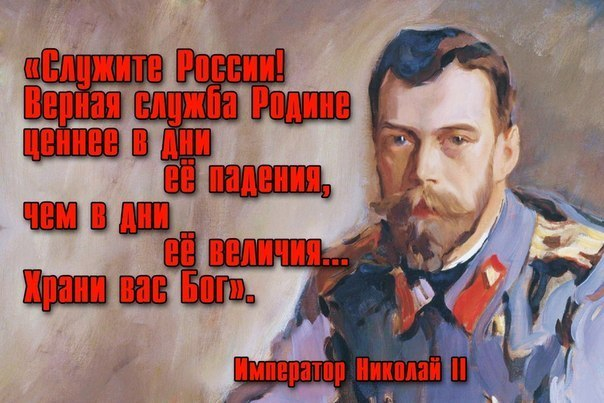 «Служите России!
Верная служба Родине
ценнее в дни
её падения,
чем в дни
её величия...
Храни вас Бог».
Император Николай II